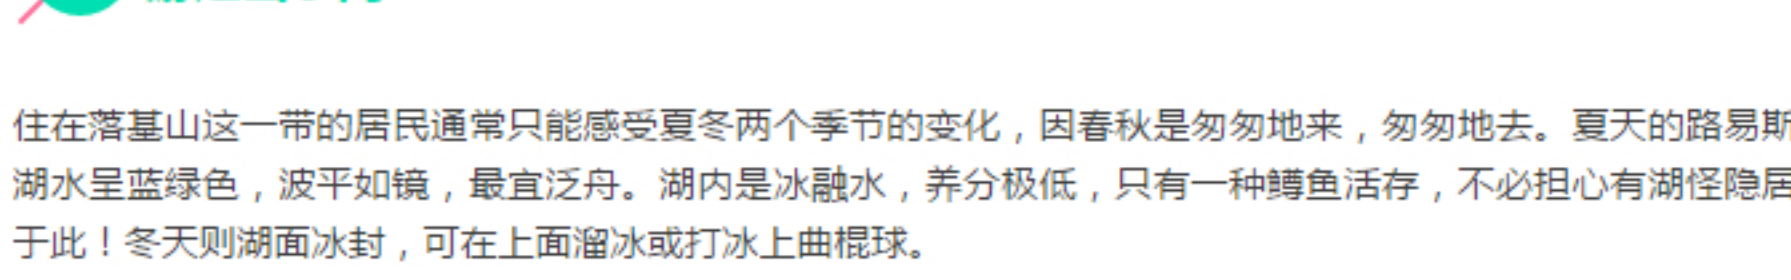 住在落基山这一带的居民通常只能感受夏冬两个季节的变化，因春秋是匆匆地来，匆匆地去。夏天的路易斯
湖水呈蓝绿色，波平如镜，最宜泛舟。湖内是冰融水，养分极低，只有一种鳟鱼活存，不必担心有湖怪隐居
于此！冬天则湖面冰封，可在上面溜冰或打冰上曲棍球。